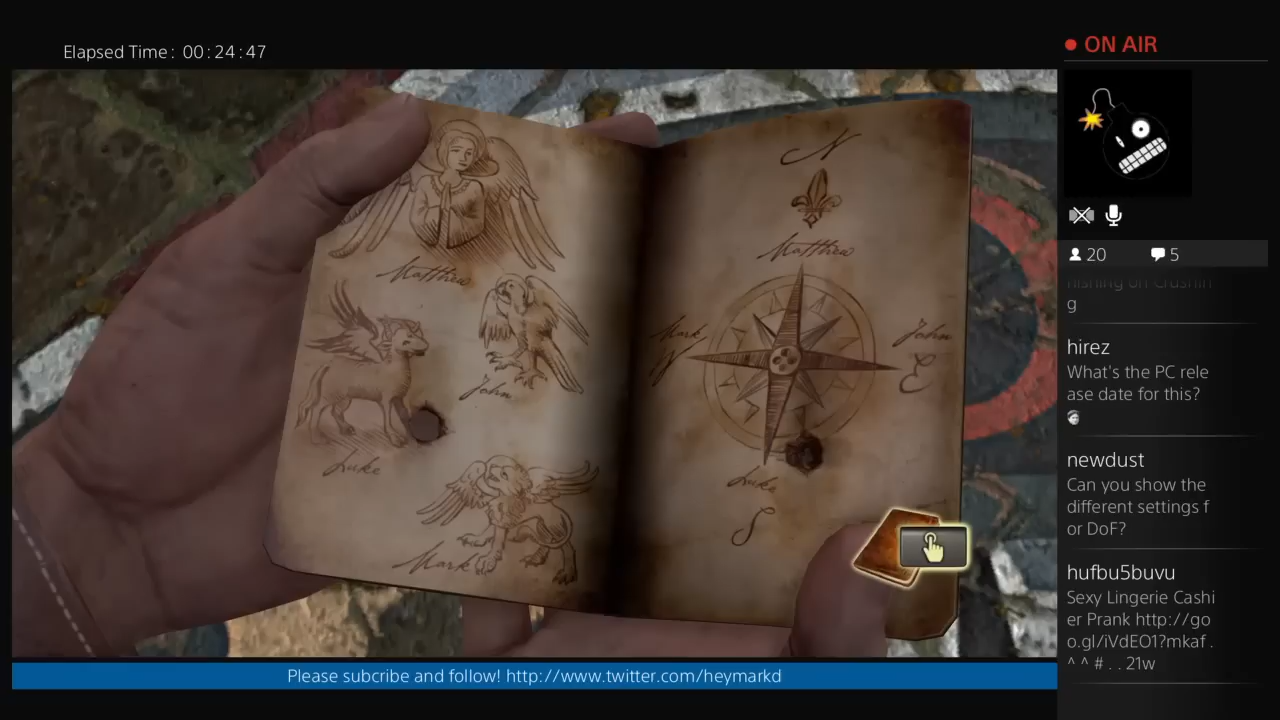 Elapsed Time: 00:24:47
ON AIR
20 5
g
hirez
What's the PC rele
ase date for this?
newdust
Can you show the
different settings f
or DoF?
hufbu5buvu
Sexy Lingerie Cashi
er Prank http://go
o.gl/iVdEO1?mkaf.
^ ^ # . . 21w
Matthew
John
Luke
Mark
N
Matthew
Mark
W
John
E
Luke
S
Please subcribe and follow! http://www.twitter.com/heymarkd